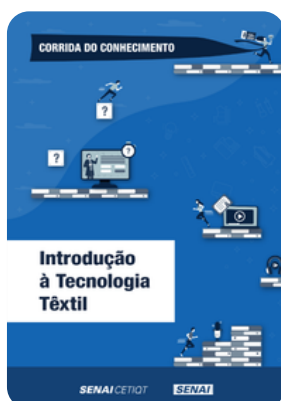 CORRIDA DO CONHECIMENTO
?
?
?
Introdução
à Tecnologia
Têxtil
SENAI CETIQT
SENAI